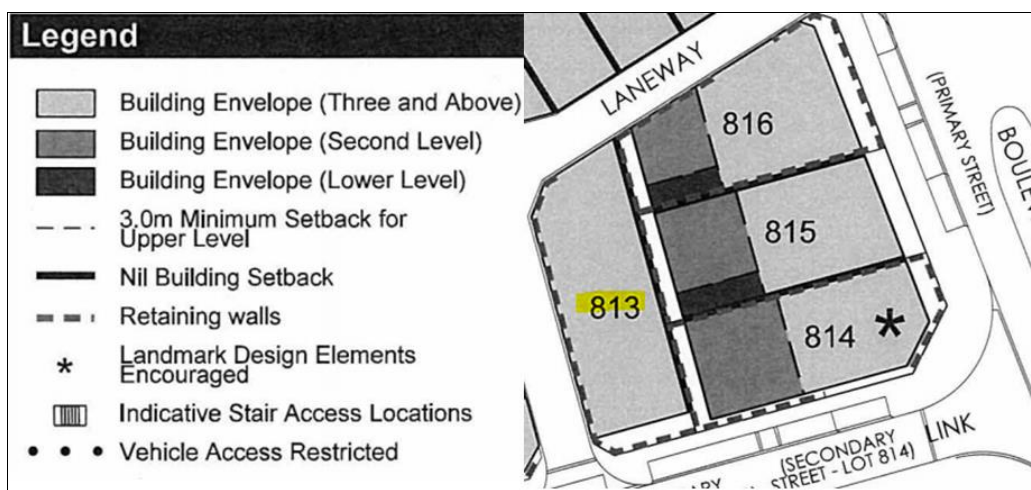 Legend
Building Envelope (Three and Above)
Building Envelope (Second Level)
Building Envelope (Lower Level)
3.0m Minimum Setback for
Upper Level
Nil Building Setback
Retaining walls
*
Landmark Design Elements
Encouraged
Indicative Stair Access Locations
Vehicle Access Restricted
LANEWAY
816
(PRIMARY STREET)
815
813
814 *
LINK
(SECONDARY
STREET - LOT 814)